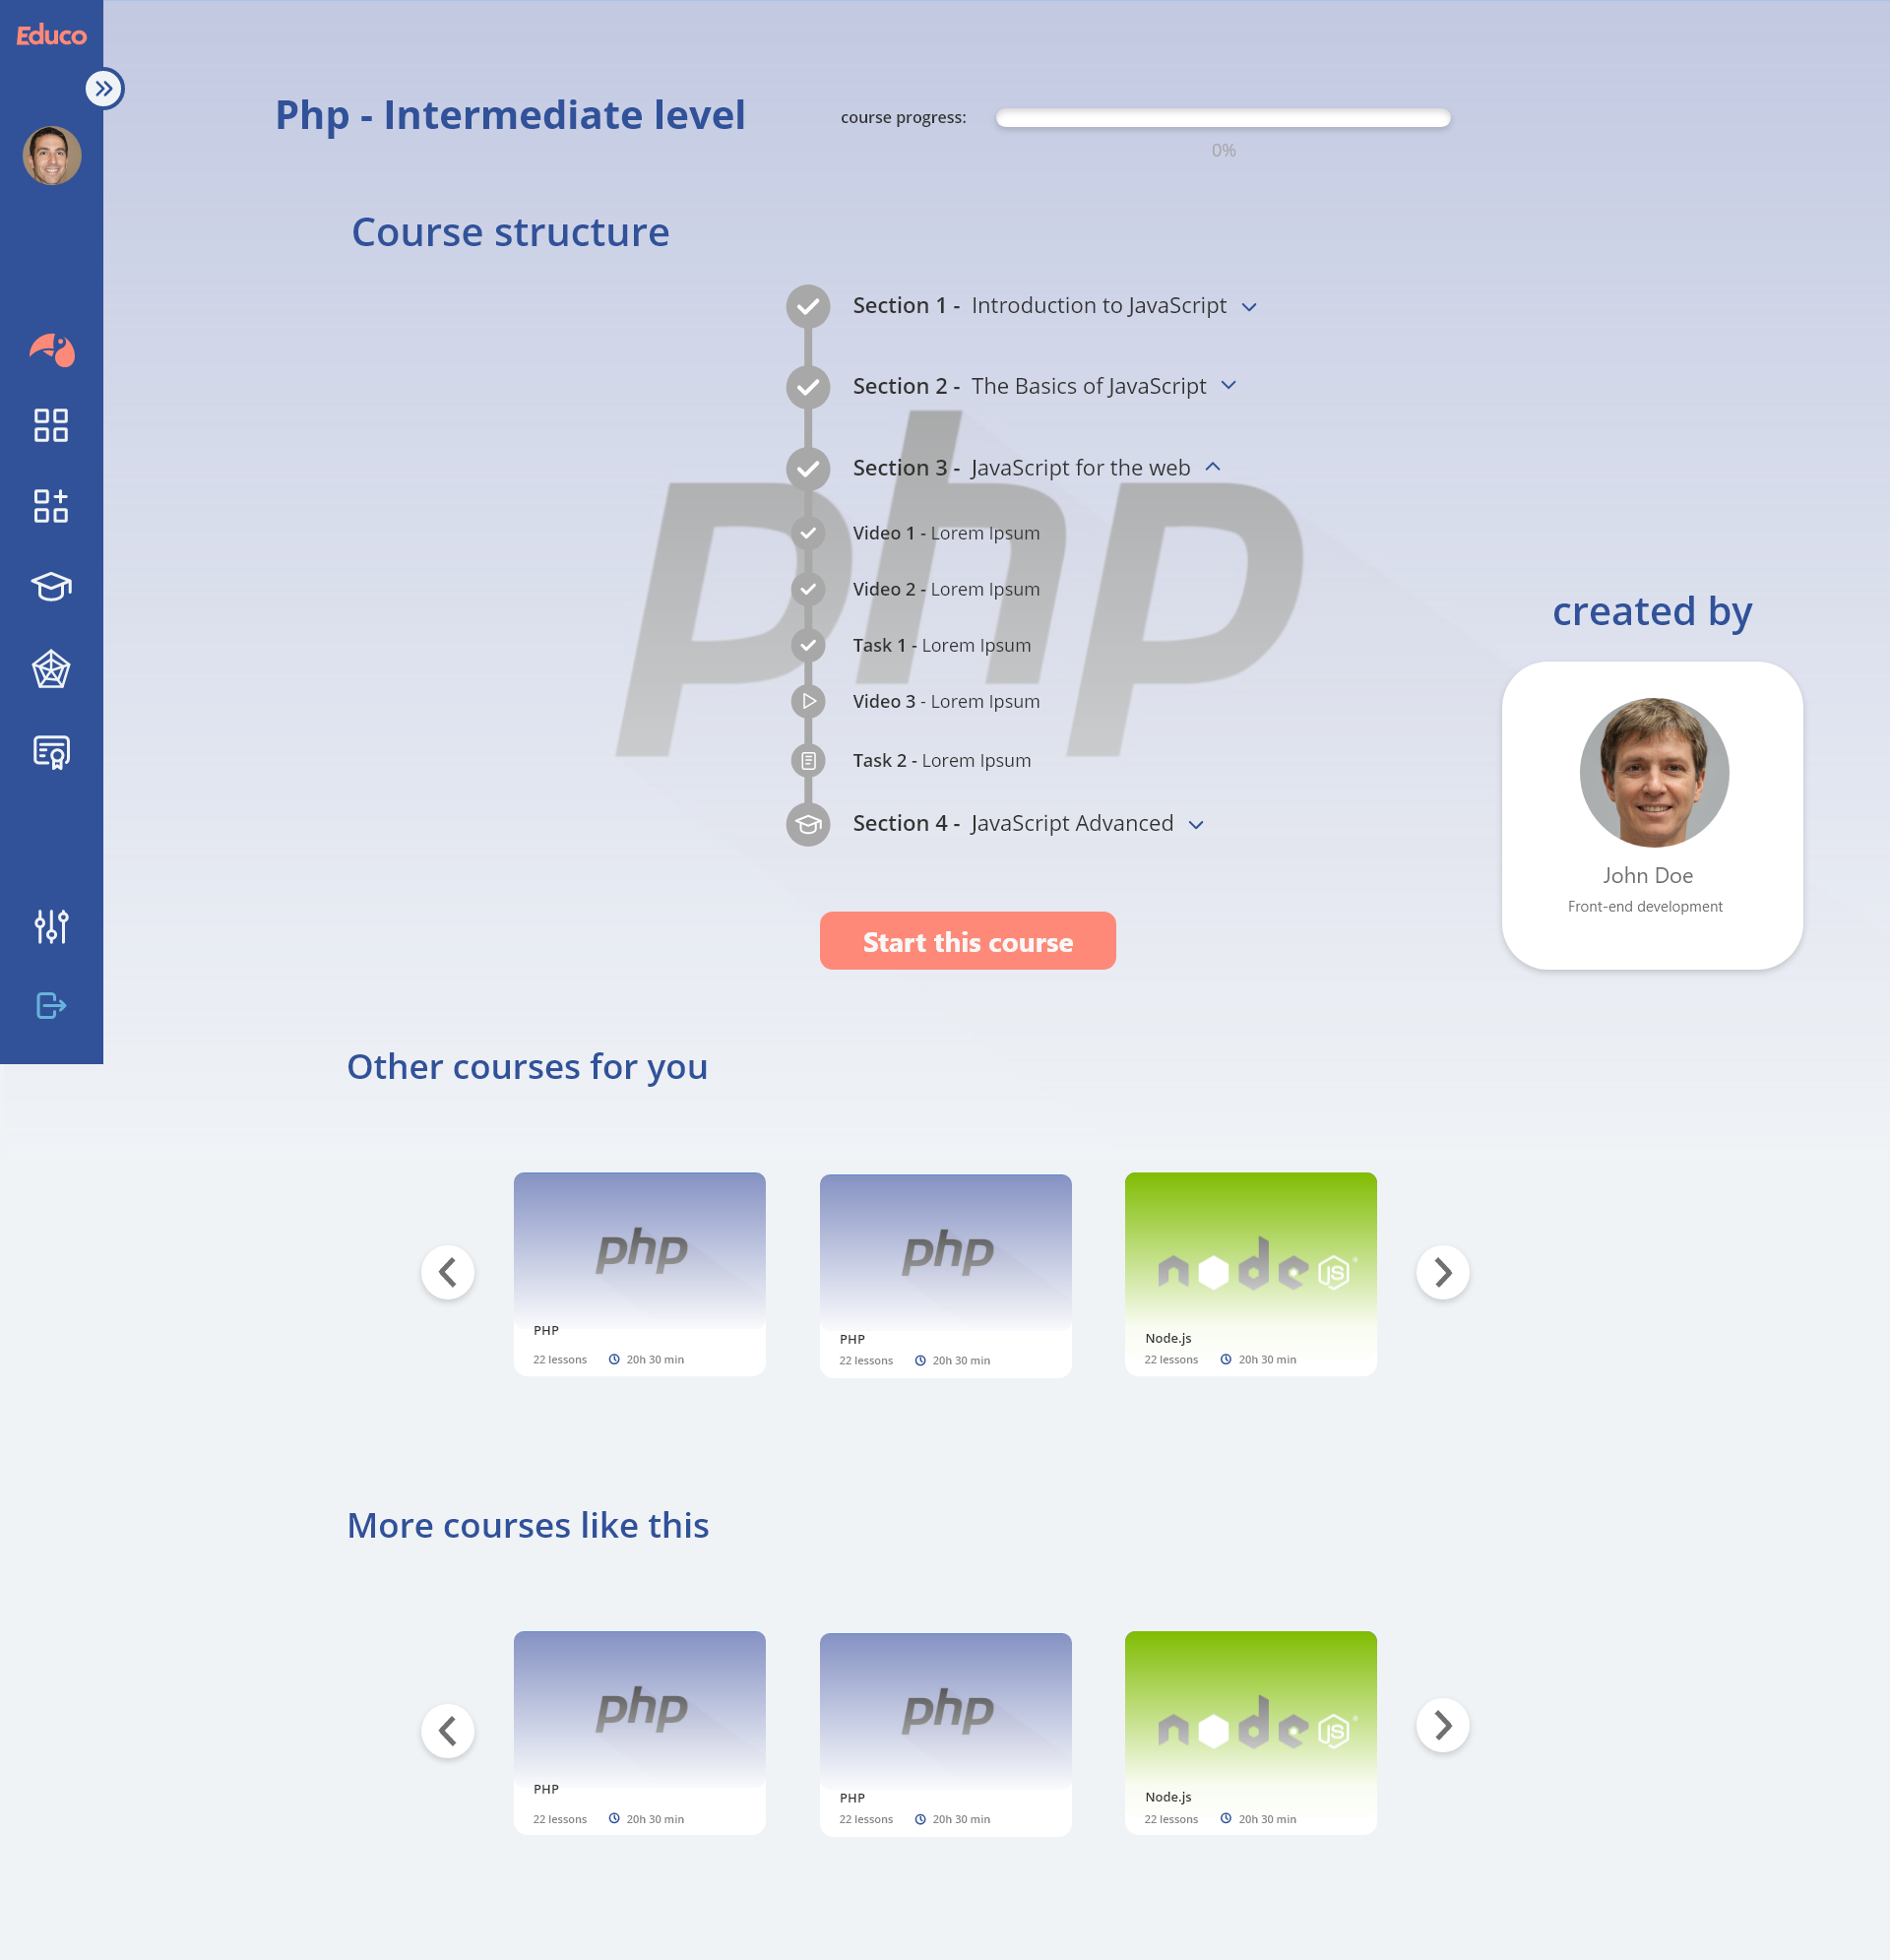 Educo
Php - Intermediate level
course progress:
0%
Course structure
Section 1 - Introduction to JavaScript
Section 2 - The Basics of JavaScript
Section 3 - JavaScript for the web
php
Video 1 - Lorem Ipsum
Video 2 - Lorem Ipsum
Task 1 - Lorem Ipsum
Video 3 - Lorem Ipsum
Task 2 - Lorem Ipsum
Section 4 - JavaScript Advanced
Start this course
created by
John Doe
Front-end development
Other courses for you
php
PHP
22 lessons 20h 30 min
php
PHP
22 lessons 20h 30 min
node JS ®
Node.js
22 lessons 20h 30 min
More courses like this
php
PHP
22 lessons 20h 30 min
php
PHP
22 lessons 20h 30 min
node JS ®
Node.js
22 lessons 20h 30 min